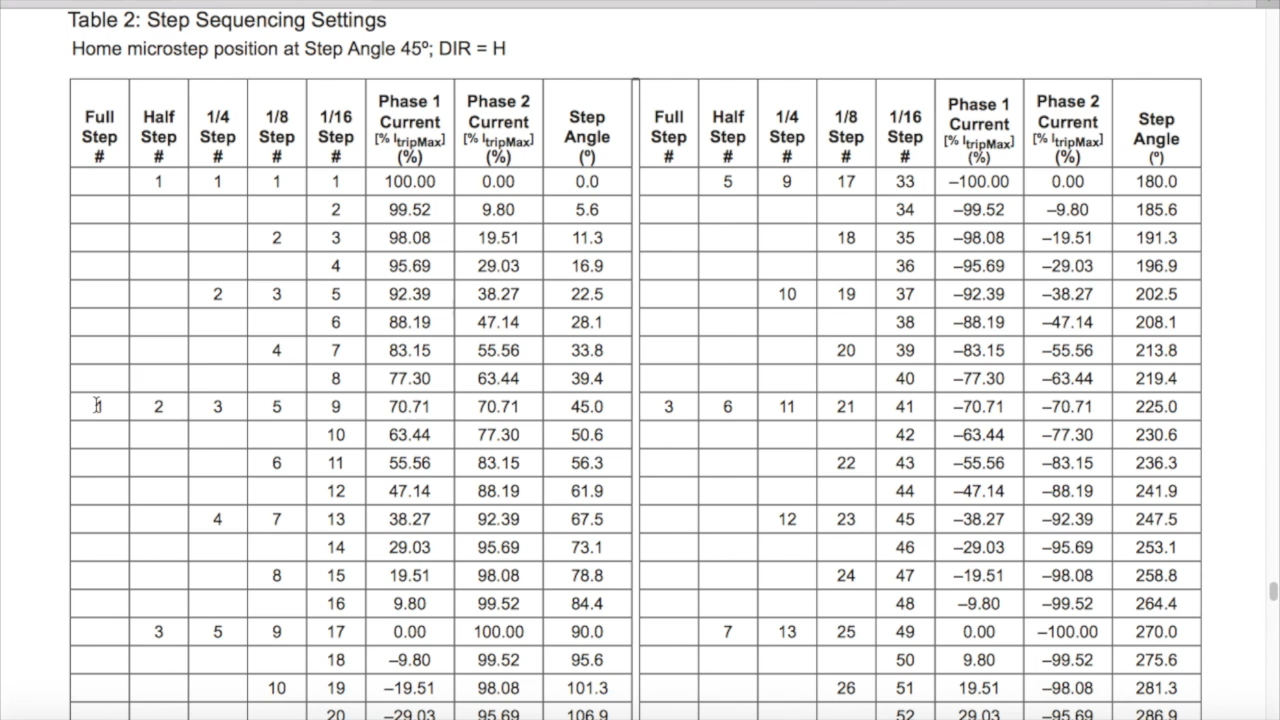 Table 2: Step Sequencing Settings
Home microstep position at Step Angle 45º; DIR = H
Full Step # Half Step # 1/4 Step # 1/8 Step # 1/16 Step # Phase 1 Current [% ItripMax] (%) Phase 2 Current [% ItripMax] (%) Step Angle (º) Full Step # Half Step # 1/4 Step # 1/8 Step # 1/16 Step # Phase 1 Current [% ItripMax] (%) Phase 2 Current [% ItripMax] (%) Step Angle (º)
1 1 1 1 100.00 0.00 0.0 5 9 17 33 –100.00 0.00 180.0
2 99.52 9.80 5.6 34 –99.52 –9.80 185.6
2 3 98.08 19.51 11.3 18 35 –98.08 –19.51 191.3
4 95.69 29.03 16.9 36 –95.69 –29.03 196.9
2 3 5 92.39 38.27 22.5 10 19 37 –92.39 –38.27 202.5
6 88.19 47.14 28.1 38 –88.19 –47.14 208.1
4 7 83.15 55.56 33.8 20 39 –83.15 –55.56 213.8
8 77.30 63.44 39.4 40 –77.30 –63.44 219.4
1 2 3 5 9 70.71 70.71 45.0 3 6 11 21 41 –70.71 –70.71 225.0
10 63.44 77.30 50.6 42 –63.44 –77.30 230.6
6 11 55.56 83.15 56.3 22 43 –55.56 –83.15 236.3
12 47.14 88.19 61.9 44 –47.14 –88.19 241.9
4 7 13 38.27 92.39 67.5 12 23 45 –38.27 –92.39 247.5
14 29.03 95.69 73.1 46 –29.03 –95.69 253.1
8 15 19.51 98.08 78.8 24 47 –19.51 –98.08 258.8
16 9.80 99.52 84.4 48 –9.80 –99.52 264.4
3 5 9 17 0.00 100.00 90.0 7 13 25 49 0.00 –100.00 270.0
18 –9.80 99.52 95.6 50 9.80 –99.52 275.6
10 19 –19.51 98.08 101.3 26 51 19.51 –98.08 281.3
20 –29.03 95.69 106.9 52 29.03 –95.69 286.9